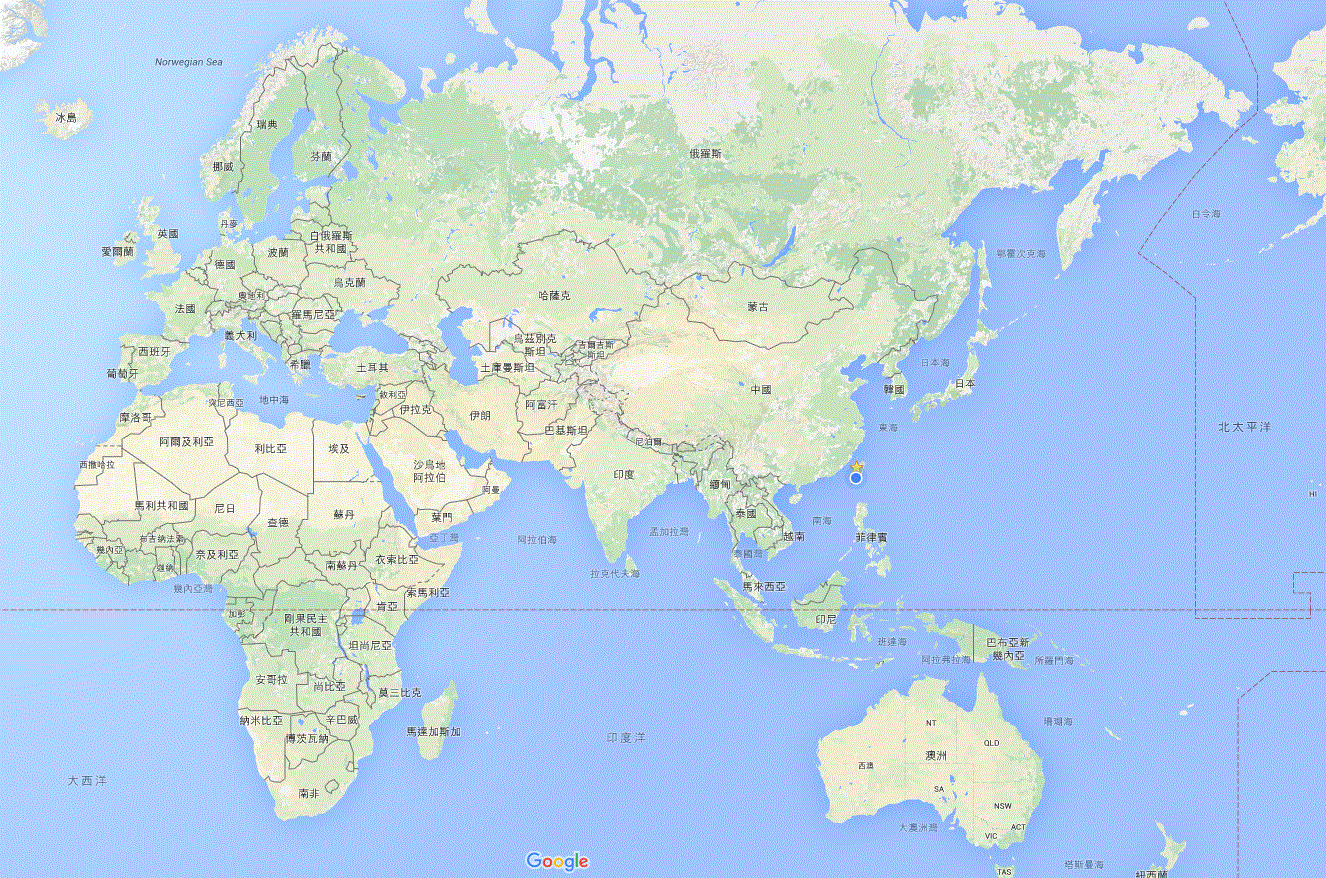 Norwegian Sea
冰島
瑞典
芬蘭
挪威
俄羅斯
白令海
丹麥
英國
愛爾蘭
白俄羅斯
共和國
波蘭
德國
鄂霍次克海
烏克蘭
奧地利
哈薩克
蒙古
法國
羅馬尼亞
義大利
烏茲別克
斯坦
吉爾吉斯
斯坦
西班牙
希臘
土耳其
土庫曼斯坦
日本海
葡萄牙
中國
韓國
日本
敘利亞
地中海
突尼西亞
伊拉克
伊朗
阿富汗
摩洛哥
巴基斯坦
東海
北太平洋
阿爾及利亞
利比亞
埃及
尼泊爾
西撒哈拉
沙烏地
阿拉伯
印度
緬甸
阿曼
HI
馬利共和國
尼日
蘇丹
查德
葉門
泰國
南海
布吉納法索
亞丁灣
阿拉伯海
孟加拉灣
越南
菲律賓
幾內亞
奈及利亞
衣索比亞
泰國灣
迦納
南蘇丹
拉克代夫海
幾內亞灣
索馬利亞
馬來西亞
肯亞
加彭
剛果民主
共和國
印尼
坦尚尼亞
班達海
巴布亞新
幾內亞
阿拉弗拉海
所羅門海
安哥拉
尚比亞
莫三比克
納米比亞
辛巴威
馬達加斯加
NT
珊瑚海
博茨瓦納
印度洋
QLD
澳洲
西澳
大西洋
南非
SA
NSW
大澳洲灣
ACT
VIC
Google
塔斯曼海
TAS
紐西蘭